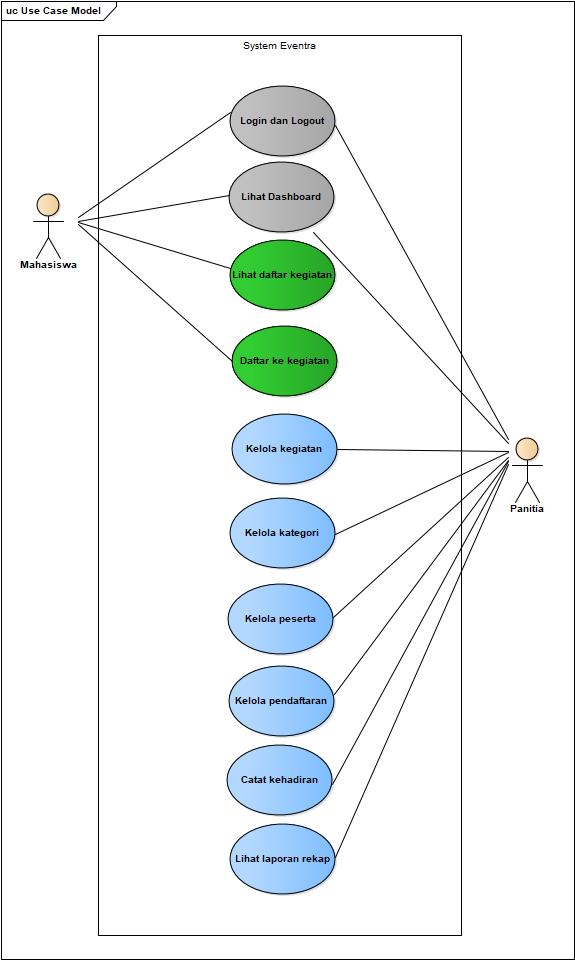 uc Use Case Model
System Eventra
Login dan Logout
Lihat Dashboard
Mahasiswa
Lihat daftar kegiatan
Daftar ke kegiatan
Kelola kegiatan
Panitia
Kelola kategori
Kelola peserta
Kelola pendaftaran
Catat kehadiran
Lihat laporan rekap